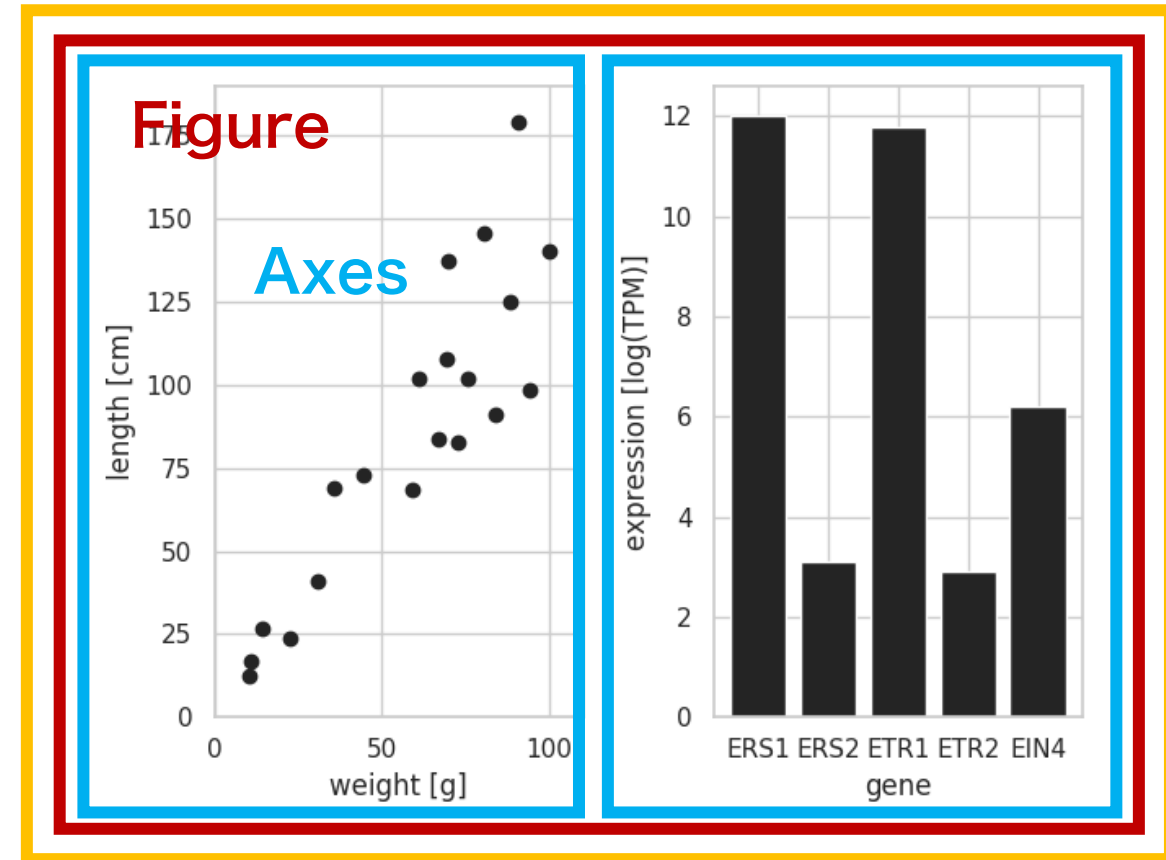 Figure
175
150
Axes
125
100
75
50
25
0
length [cm]
0 50 100
weight [g]
12
10
8
6
4
2
0
expression [log(TPM)]
ERS1 ERS2 ETR1 ETR2 EIN4
gene